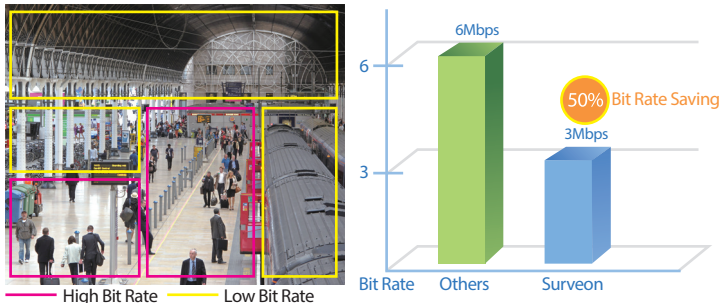 High Bit Rate
Low Bit Rate
6Mbps
6
50% Bit Rate Saving
3Mbps
3
Bit Rate Others Surveon